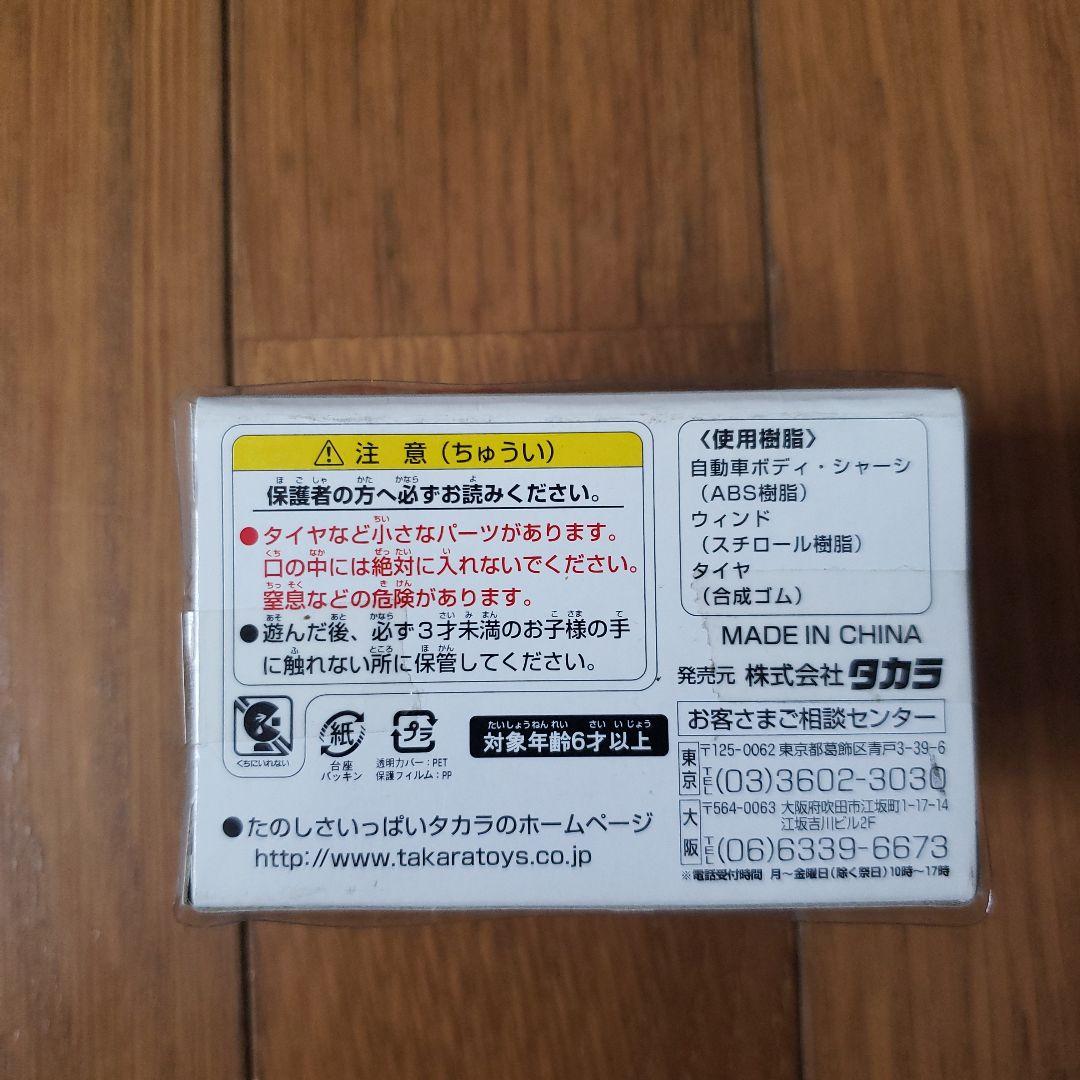 ⚠注 意(ちゅうい)
保護者の方へ必ずお読みください。
●タイヤなど小さなパーツがあります。
口の中には絶対に入れないでください。
窒息などの危険があります。
●遊んだ後、必ず3才未満のお子様の手
に触れない所に保管してください。
くちにいれない
紙
台座
パッキン
プラ
透明カバー:PET
保護フィルム:PP
たいしょうねんれい さい いじょう
対象年齢6才以上
●たのしさいっぱいタカラのホームページ
http://www.takaratoys.co.jp
〈使用樹脂〉
自動車ボディ・シャーシ
(ABS樹脂)
ウィンド
(スチロール樹脂)
タイヤ
(合成ゴム)
MADE IN CHINA
発売元 株式会社タカラ
お客さまご相談センター
東京
〒125-0062 東京都葛飾区青戸3-39-6
TEL(03)3602-3030
大阪
〒564-0063 大阪府吹田市江坂町1-17-14
江坂吉川ビル2F
TEL(06)6339-6673
※電話受付時間 月〜金曜日(除く祭日)10時〜17時